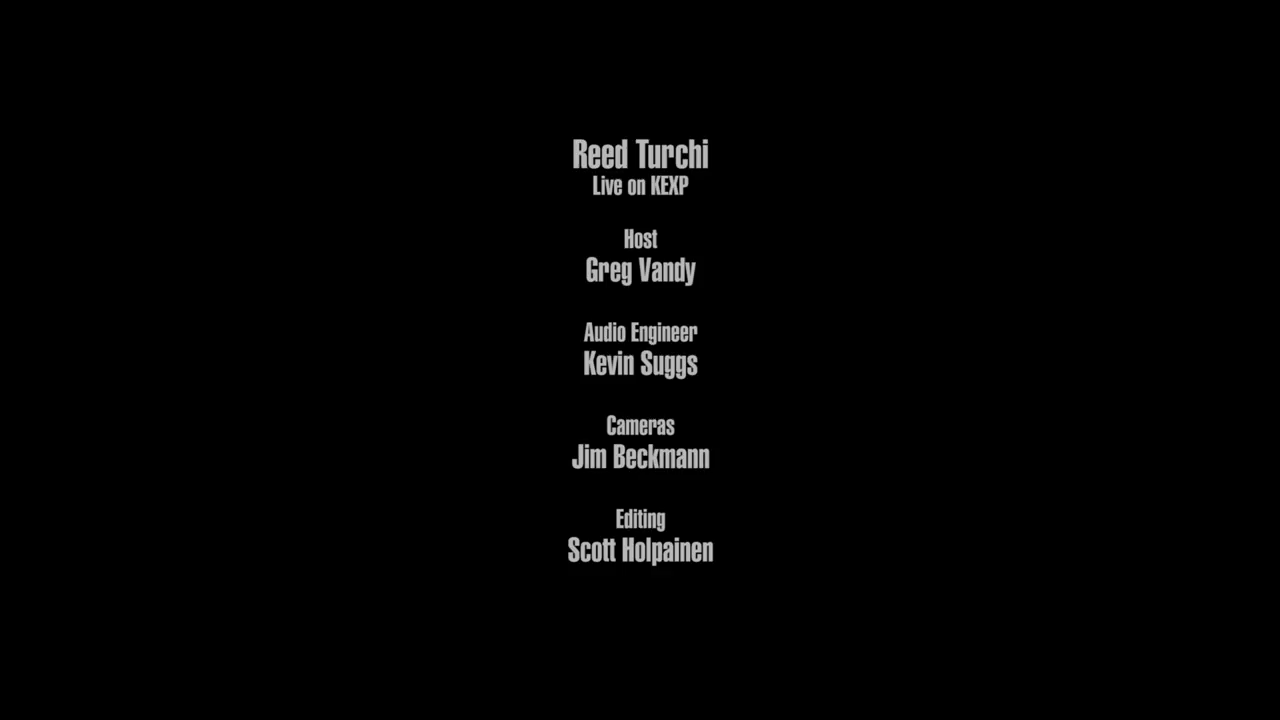 Reed Turchi
Live on KEXP
Host
Greg Vandy
Audio Engineer
Kevin Suggs
Cameras
Jim Beckmann
Editing
Scott Holpainen